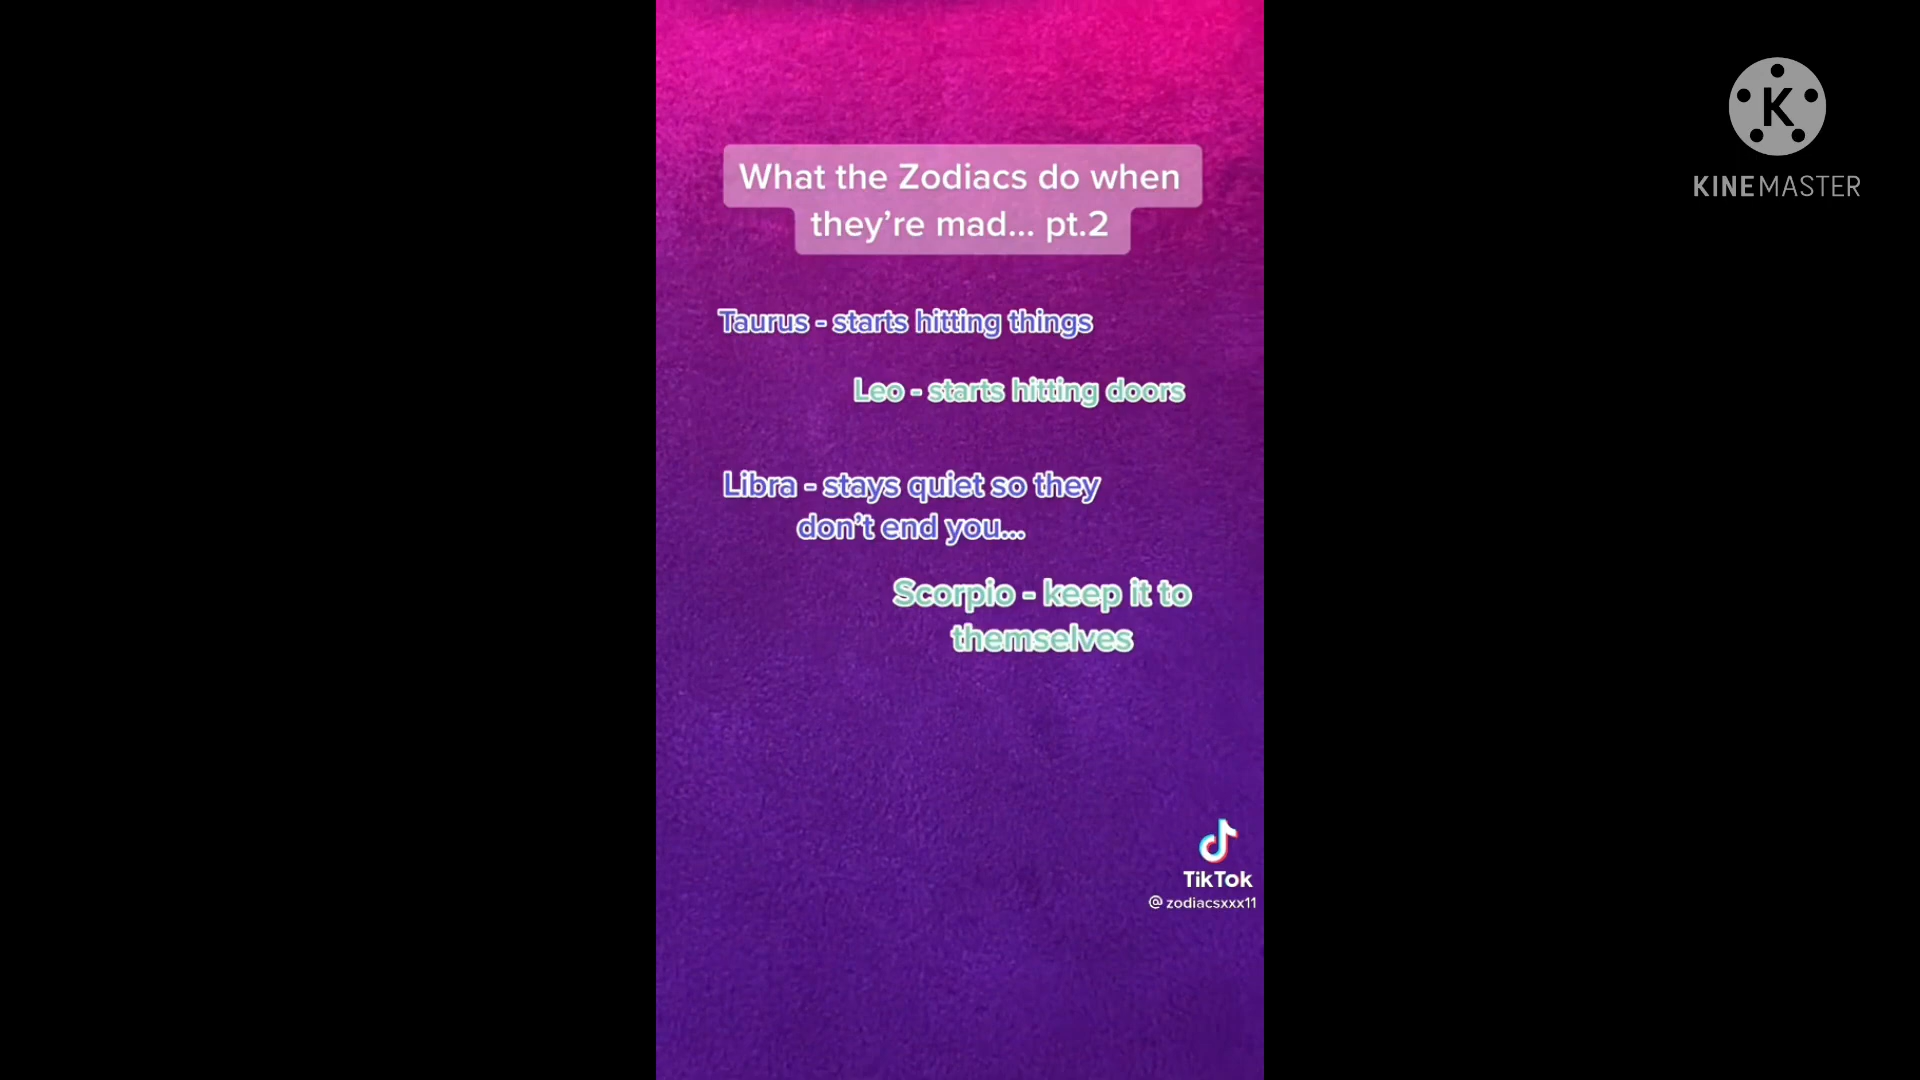 What the Zodiacs do when
they’re mad... pt.2
Taurus - starts hitting things
Leo - starts hitting doors
Libra - stays quiet so they
don’t end you...
Scorpio - keep it to
themselves
TikTok
@zodiacsxxx11
K
KINEMASTER